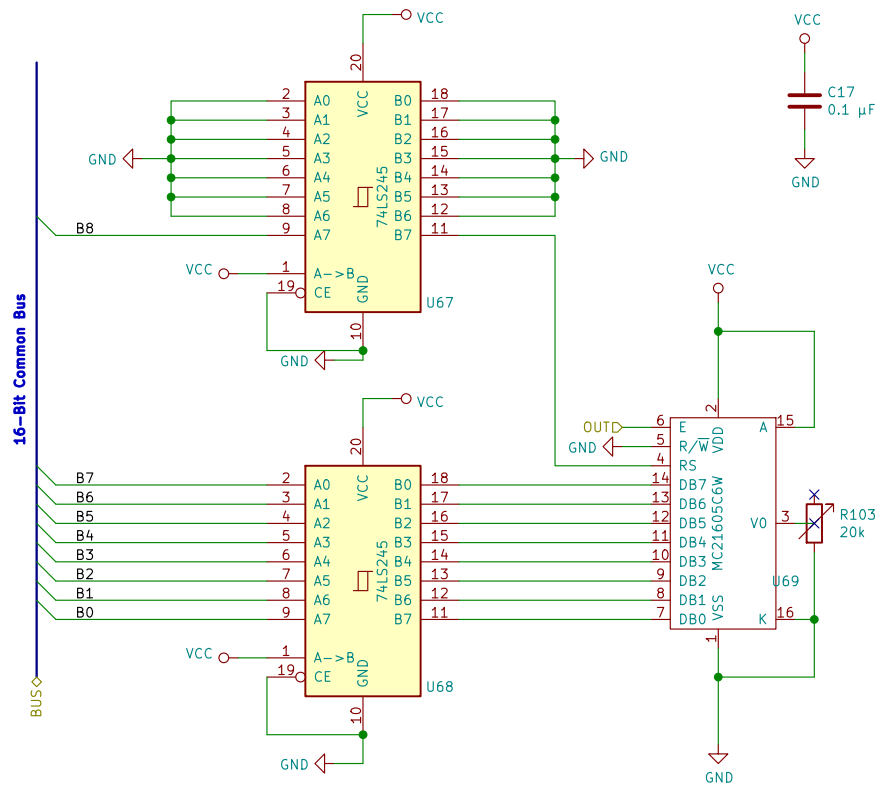 VCC
VCC
20
C17
0.1 µF
GND
2 A0 VCC B0 18
3 A1 B1 17
4 A2 B2 16
GND 5 A3 B3 15 GND
6 A4 B4 14
7 A5 B5 13
8 A6 B6 12
B8 9 A7 B7 11
74LS245
VCC 1 A->B
19 CE GND
U67
10
GND
16-Bit Common Bus
BUS
VCC
20
B7 2 A0 VCC B0 18
B6 3 A1 B1 17
B5 4 A2 B2 16
B4 5 A3 B3 15
B3 6 A4 B4 14
B2 7 A5 B5 13
B1 8 A6 B6 12
B0 9 A7 B7 11
74LS245
VCC 1 A->B
19 CE GND
U68
10
GND
VCC
2
OUT 6 E VDD A 15
GND 5 R/W̅
4 RS
14 DB7
13 DB6
12 DB5 V0 3
11 DB4
10 DB3
9 DB2
8 DB1
7 DB0 VSS K 16
MC21605C6W
U69
R103
20k
1
GND